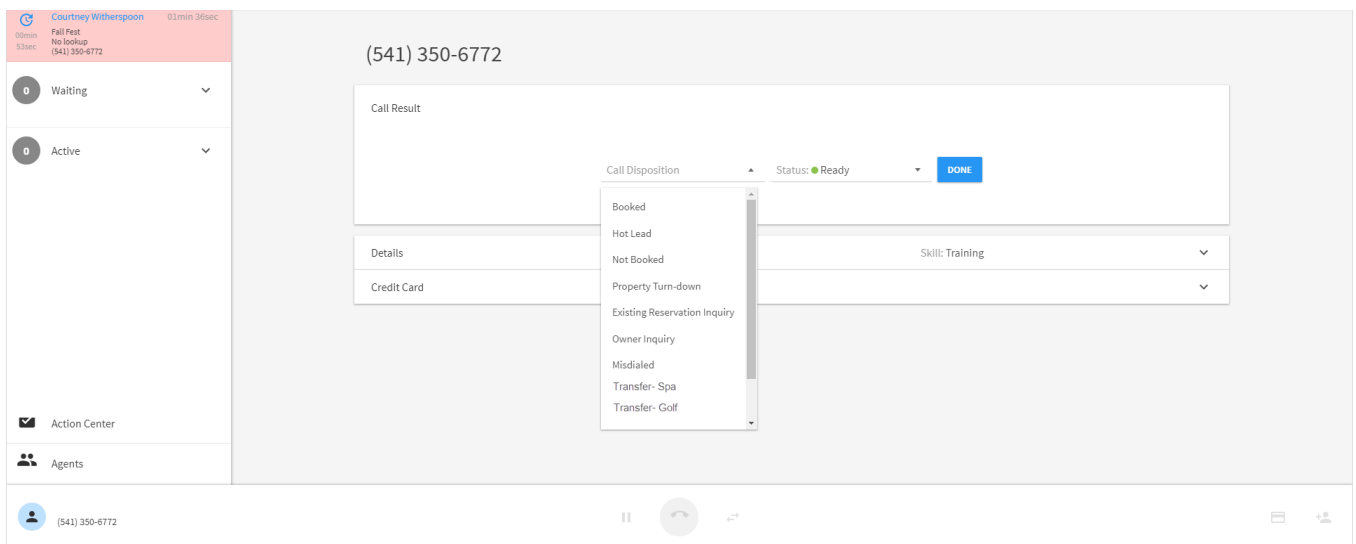 Courtney Witherspoon 01min 36sec
00min Fall Fest
53sec No lookup
(541) 350-6772
0 Waiting
0 Active
Action Center
Agents
(541) 350-6772
Call Result
Call Disposition Status: Ready DONE
Booked
Hot Lead
Not Booked
Property Turn-down
Existing Reservation Inquiry
Owner Inquiry
Misdialed
Transfer- Spa
Transfer- Golf
Details Skill: Training
Credit Card
(541) 350-6772